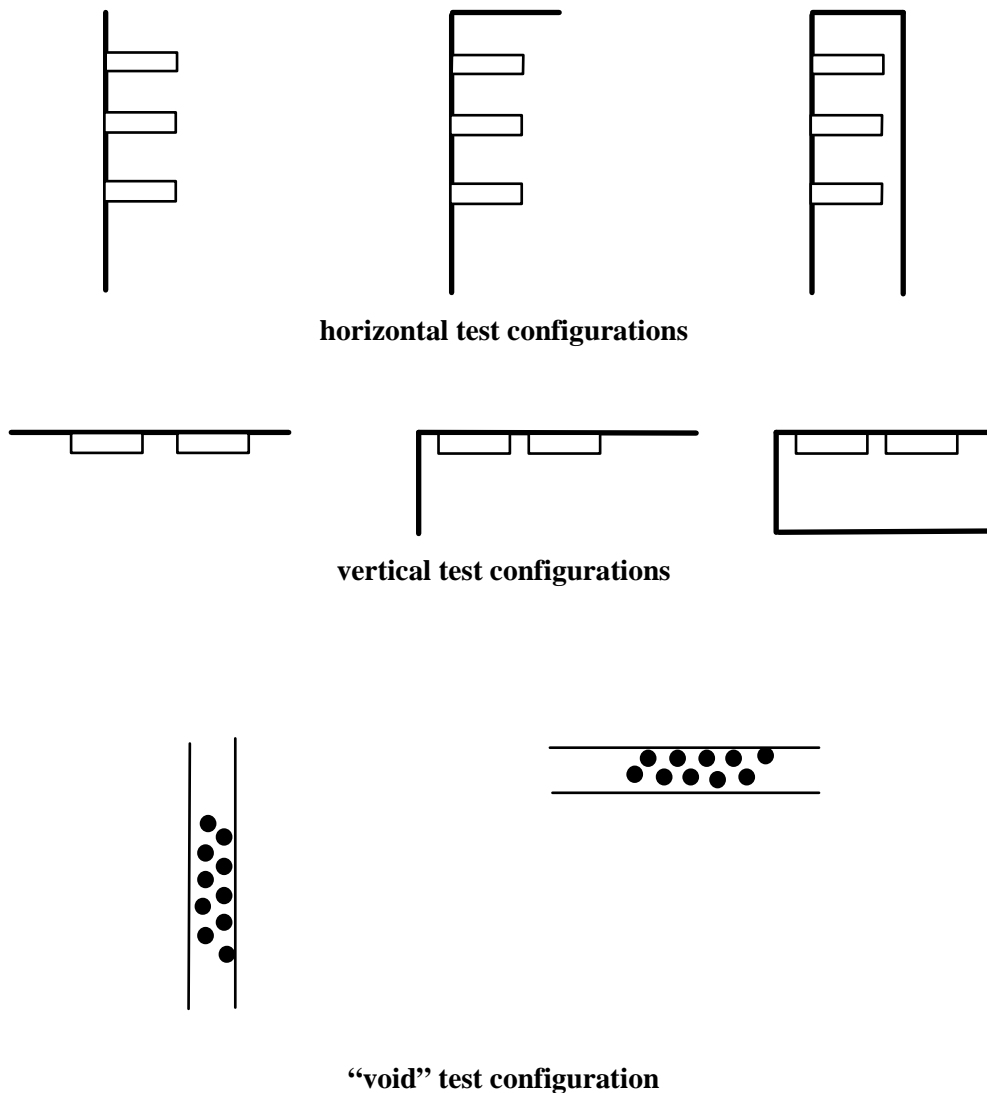 horizontal test configurations
vertical test configurations
“void” test configuration